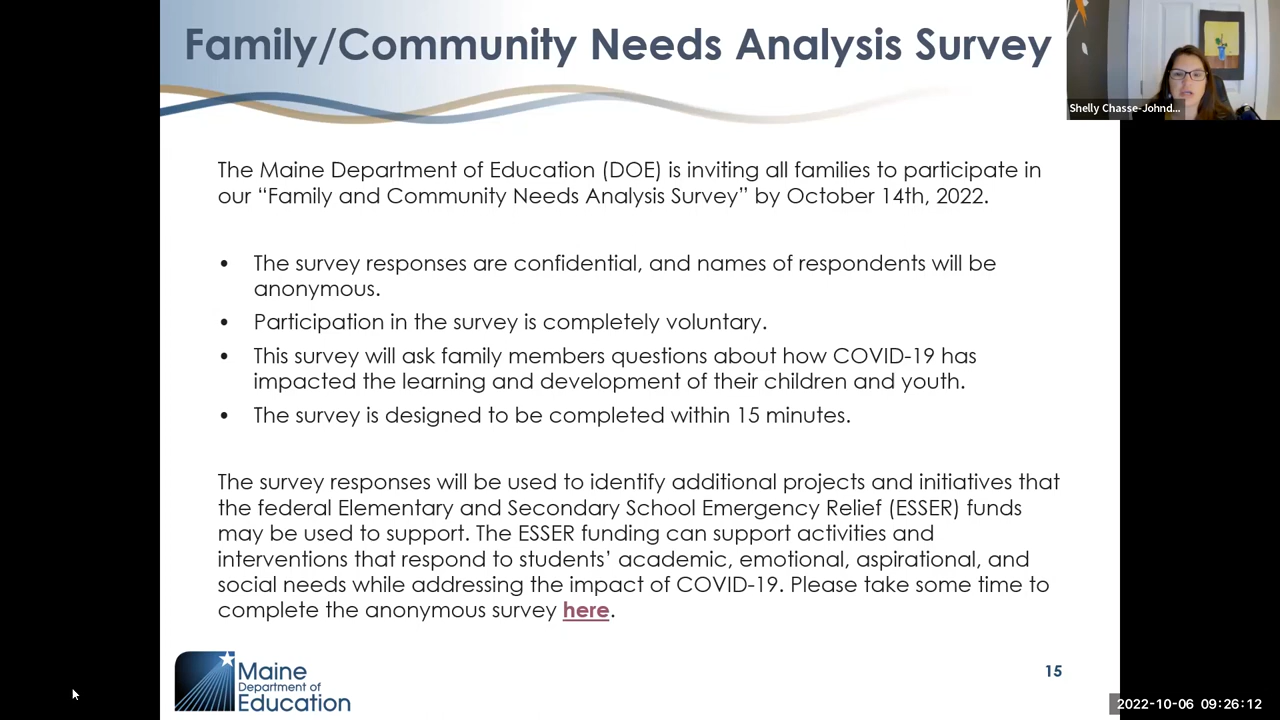 Family/Community Needs Analysis Survey
Shelly Chasse-Johnd...
The Maine Department of Education (DOE) is inviting all families to participate in
our “Family and Community Needs Analysis Survey” by October 14th, 2022.
• The survey responses are confidential, and names of respondents will be
anonymous.
• Participation in the survey is completely voluntary.
• This survey will ask family members questions about how COVID-19 has
impacted the learning and development of their children and youth.
• The survey is designed to be completed within 15 minutes.
The survey responses will be used to identify additional projects and initiatives that
the federal Elementary and Secondary School Emergency Relief (ESSER) funds
may be used to support. The ESSER funding can support activities and
interventions that respond to students’ academic, emotional, aspirational, and
social needs while addressing the impact of COVID-19. Please take some time to
complete the anonymous survey here.
Maine
Department of
Education
15
2022-10-06 09:26:12